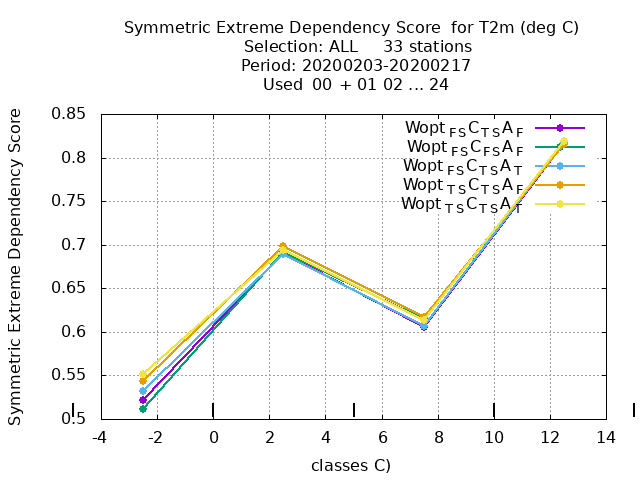 Symmetric Extreme Dependency Score for T2m (deg C)
Selection: ALL 33 stations
Period: 20200203-20200217
Used 00 + 01 02 ... 24
Symmetric Extreme Dependency Score
0.85
0.8
0.75
0.7
0.65
0.6
0.55
0.5
Wopt FS C TS A F
Wopt FS C FS A F
Wopt FS C TS A T
Wopt TS C TS A F
Wopt TS C TS A T
-4 -2 0 2 4 6 8 10 12 14
classes C)